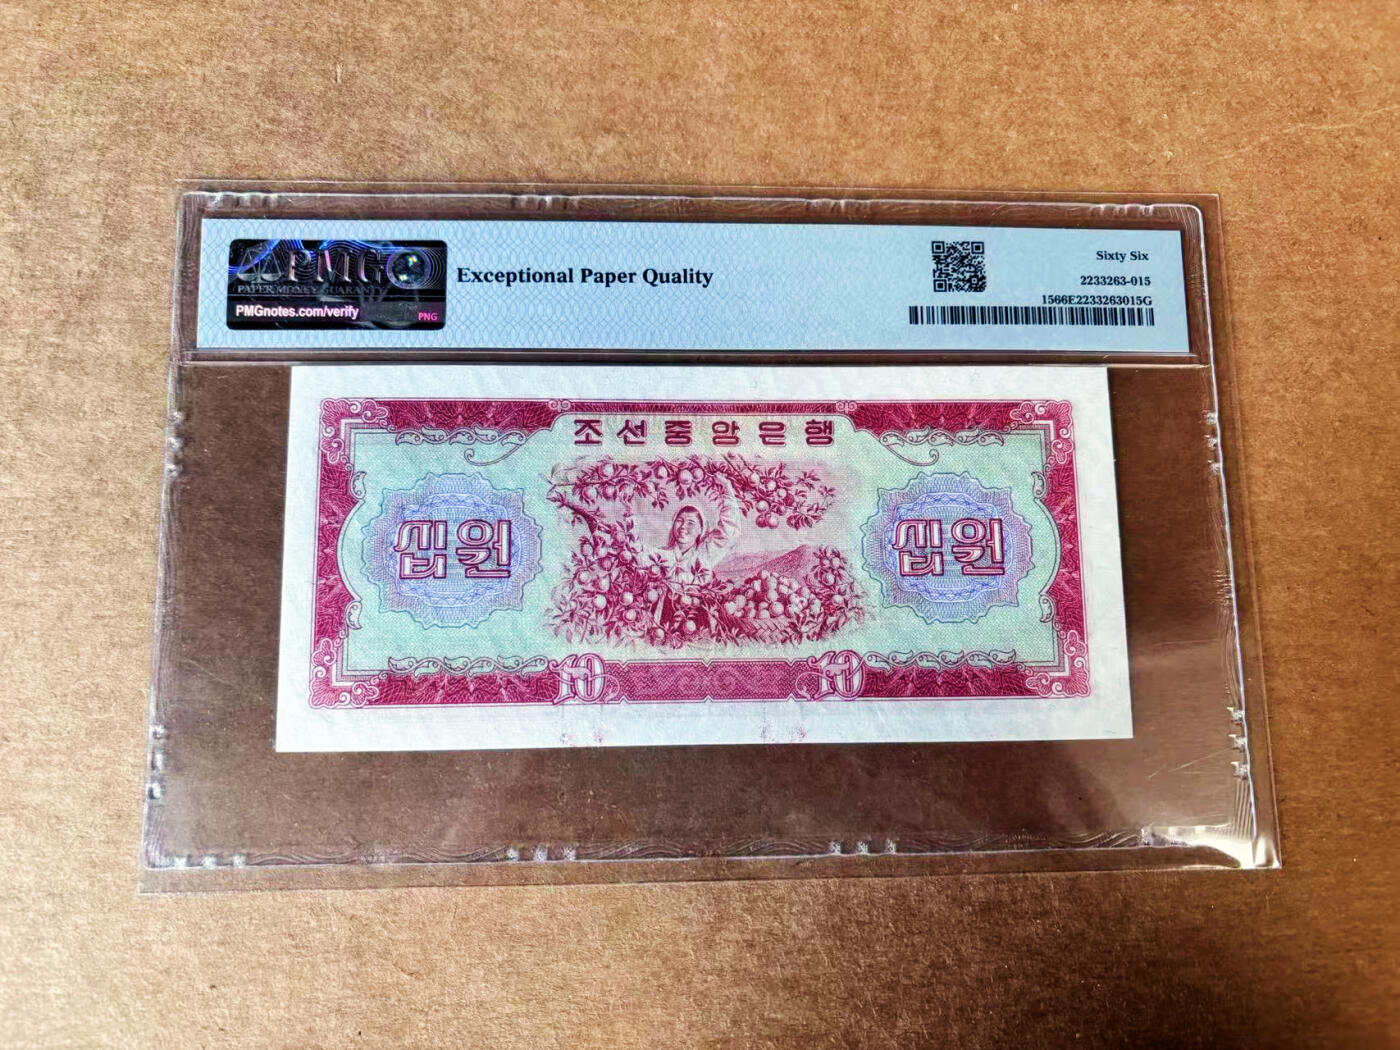 PMG
PAPER MONEY GUARANTY
PMGnotes.com/verify
PNG
Exceptional Paper Quality
Sixty Six
2233263-015
1566E2233263015G
조선중앙은행
십원
십원
10
10